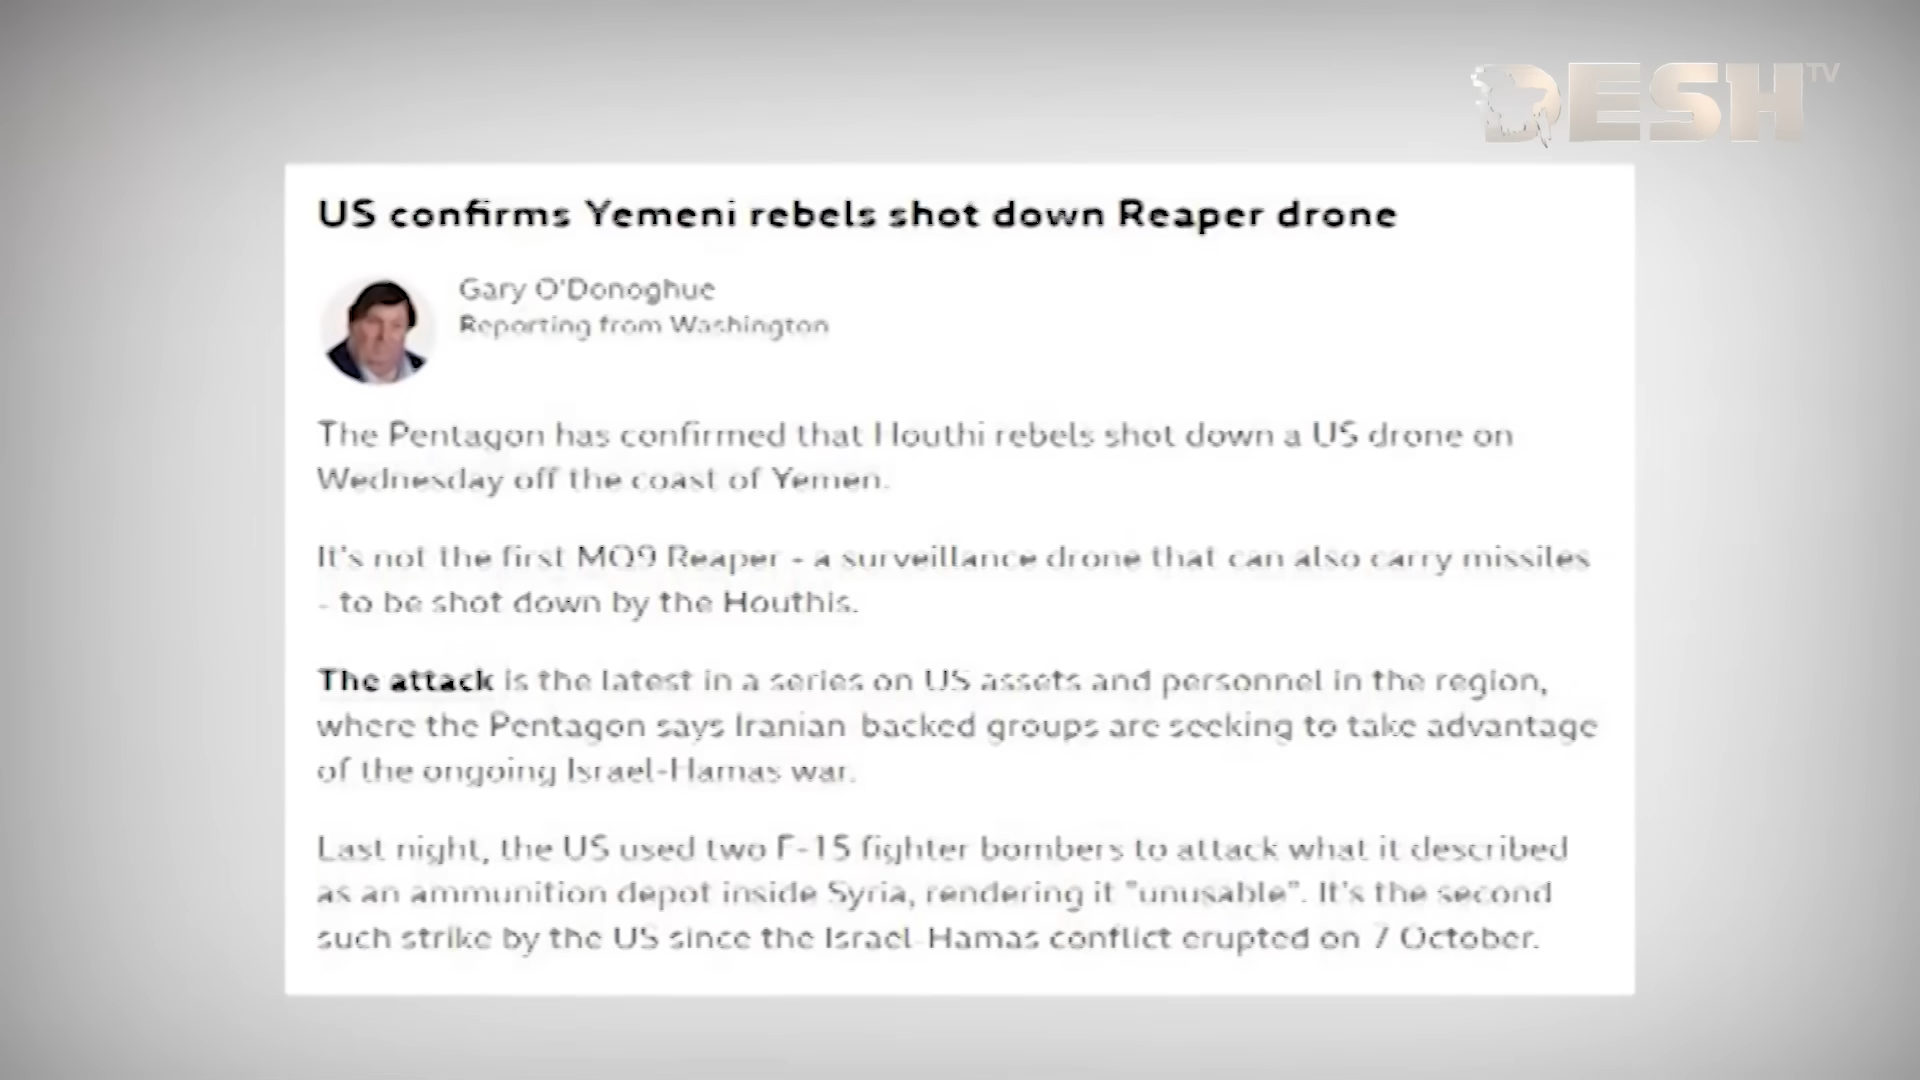 DESH TV
US confirms Yemeni rebels shot down Reaper drone
Gary O'Donoghue
Reporting from Washington
The Pentagon has confirmed that Houthi rebels shot down a US drone on
Wednesday off the coast of Yemen.
It's not the first MQ9 Reaper - a surveillance drone that can also carry missiles
- to be shot down by the Houthis.
The attack is the latest in a series on US assets and personnel in the region,
where the Pentagon says Iranian-backed groups are seeking to take advantage
of the ongoing Israel-Hamas war.
Last night, the US used two F-15 fighter bombers to attack what it described
as an ammunition depot inside Syria, rendering it "unusable". It's the second
such strike by the US since the Israel-Hamas conflict erupted on 7 October.